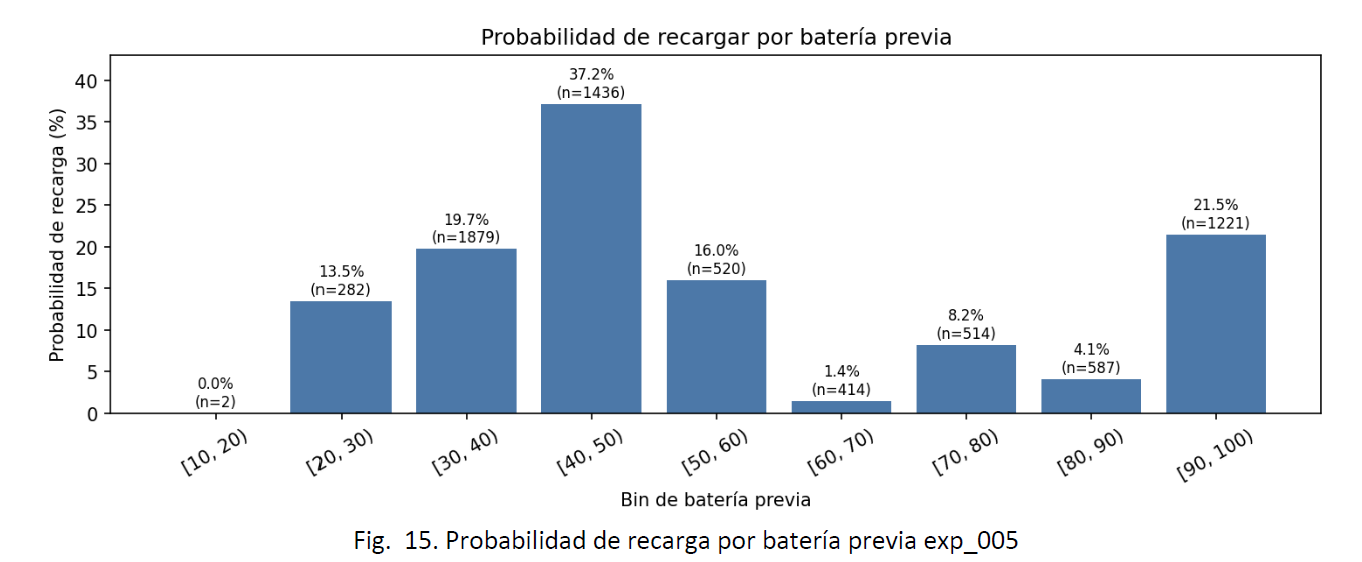 Probabilidad de recargar por batería previa
Probabilidad de recarga (%)
40
35
30
25
20
15
10
5
0
0.0%
(n=2)
13.5%
(n=282)
19.7%
(n=1879)
37.2%
(n=1436)
16.0%
(n=520)
1.4%
(n=414)
8.2%
(n=514)
4.1%
(n=587)
21.5%
(n=1221)
[10, 20)
[20, 30)
[30, 40)
[40, 50)
[50, 60)
[60, 70)
[70, 80)
[80, 90)
[90, 100)
Bin de batería previa
Fig. 15. Probabilidad de recarga por batería previa exp_005